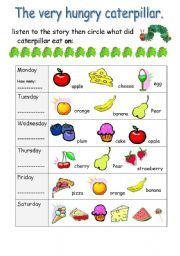 The very hungry caterpillar.
listen to the story then circle what did
caterpillar eat on:
Monday
How many:
apple
cheese
egg
Tuesday
orange
banana
Pear
Wednesday
plum
cake
apple
Thursday
cherry
Pear
strawberry
Friday
pizza
orange
banana
Saturday